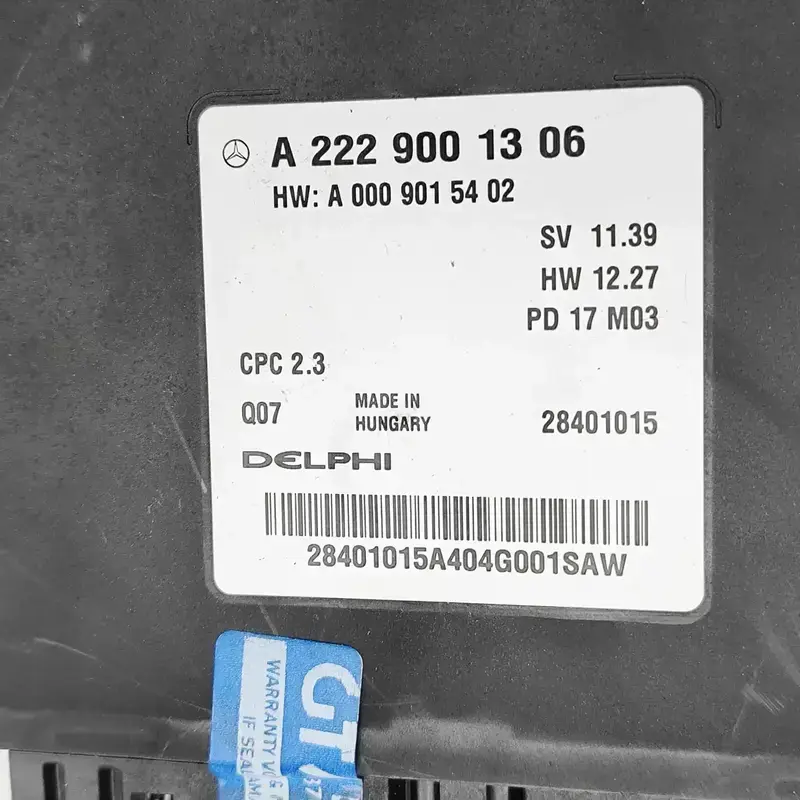 A 222 900 13 06
HW: A 000 901 54 02
SV 11.39
HW 12.27
PD 17 M03
CPC 2.3
Q07
MADE IN
HUNGARY
28401015
DELPHI
28401015A404G001SAW
GT
WARRANTY
IF SEAL